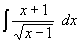 ∫ (x + 1)/√(x − 1) dx